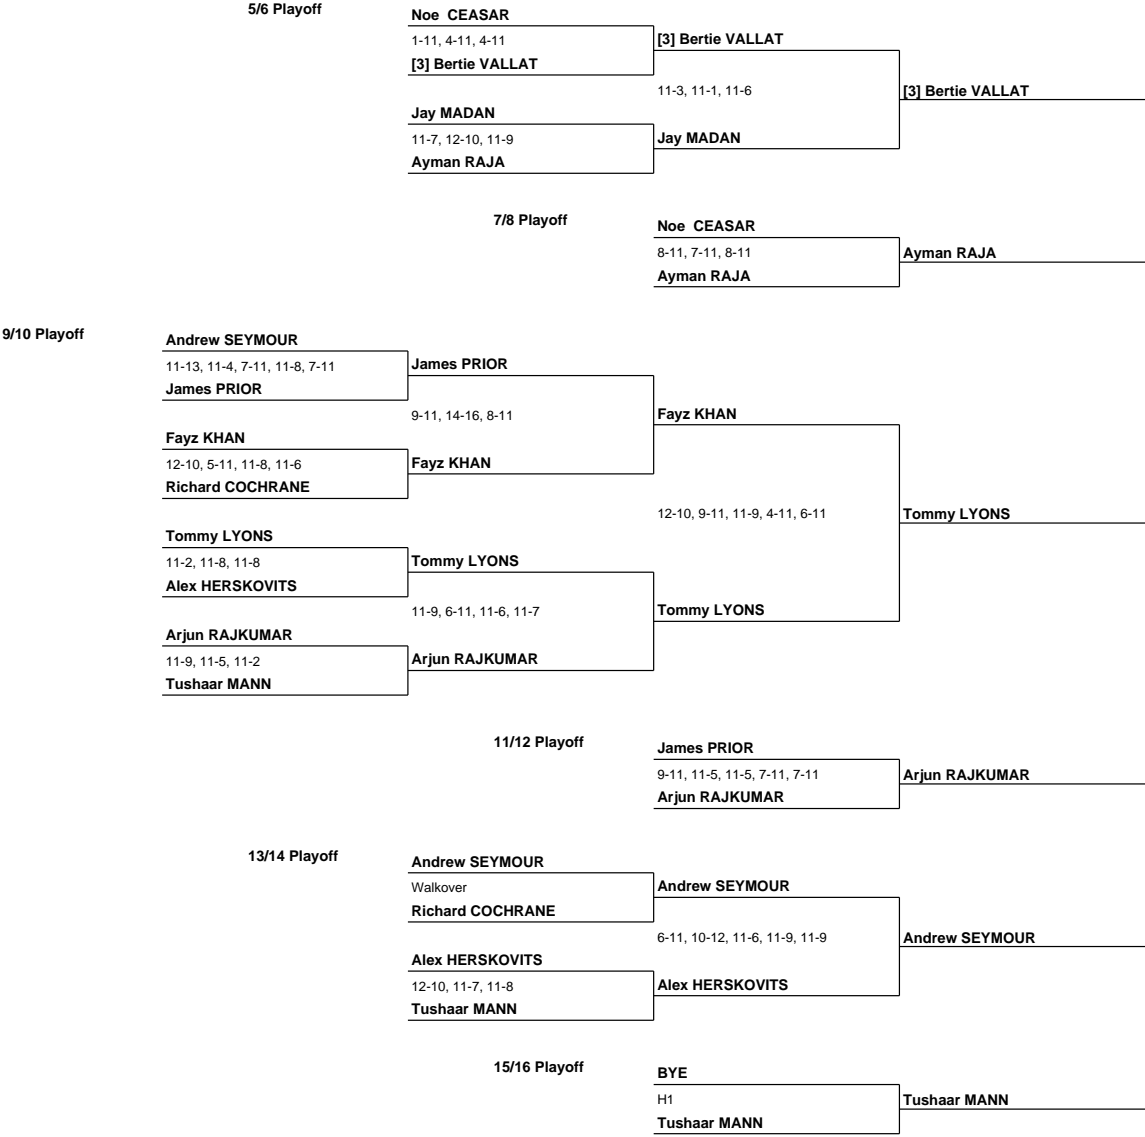 5/6 Playoff
Noe CEASAR
1-11, 4-11, 4-11
[3] Bertie VALLAT
[3] Bertie VALLAT
11-3, 11-1, 11-6
[3] Bertie VALLAT
Jay MADAN
11-7, 12-10, 11-9
Jay MADAN
Ayman RAJA
7/8 Playoff
Noe CEASAR
8-11, 7-11, 8-11
Ayman RAJA
Ayman RAJA
9/10 Playoff
Andrew SEYMOUR
11-13, 11-4, 7-11, 11-8, 7-11
James PRIOR
James PRIOR
9-11, 14-16, 8-11
Fayz KHAN
Fayz KHAN
12-10, 5-11, 11-8, 11-6
Fayz KHAN
Richard COCHRANE
12-10, 9-11, 11-9, 4-11, 6-11
Tommy LYONS
Tommy LYONS
11-2, 11-8, 11-8
Tommy LYONS
Alex HERSKOVITS
11-9, 6-11, 11-6, 11-7
Tommy LYONS
Arjun RAJKUMAR
11-9, 11-5, 11-2
Arjun RAJKUMAR
Tushaar MANN
11/12 Playoff
James PRIOR
9-11, 11-5, 11-5, 7-11, 7-11
Arjun RAJKUMAR
Arjun RAJKUMAR
13/14 Playoff
Andrew SEYMOUR
Walkover
Andrew SEYMOUR
Richard COCHRANE
6-11, 10-12, 11-6, 11-9, 11-9
Andrew SEYMOUR
Alex HERSKOVITS
12-10, 11-7, 11-8
Alex HERSKOVITS
Tushaar MANN
15/16 Playoff
BYE
H1
Tushaar MANN
Tushaar MANN